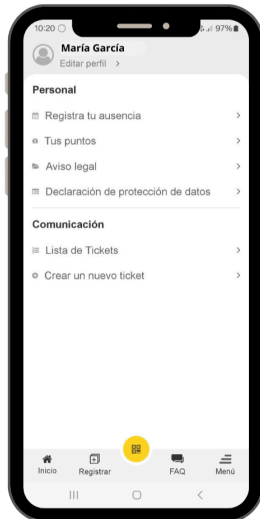 10:20
97%
María García
Editar perfil >
Personal
Registra tu ausencia >
Tus puntos >
Aviso legal >
Declaración de protección de datos >
Comunicación
Lista de Tickets >
Crear un nuevo ticket >
Inicio
Registrar
FAQ
Menú